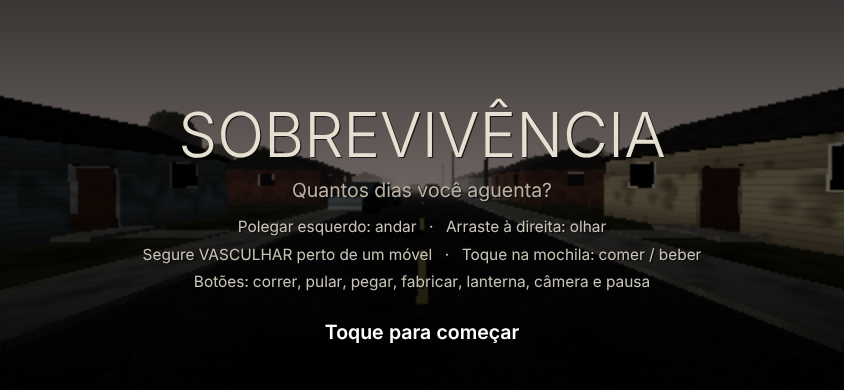 SOBREVIVÊNCIA
Quantos dias você aguenta?
Polegar esquerdo: andar · Arraste à direita: olhar
Segure VASCULHAR perto de um móvel · Toque na mochila: comer / beber
Botões: correr, pular, pegar, fabricar, lanterna, câmera e pausa
Toque para começar